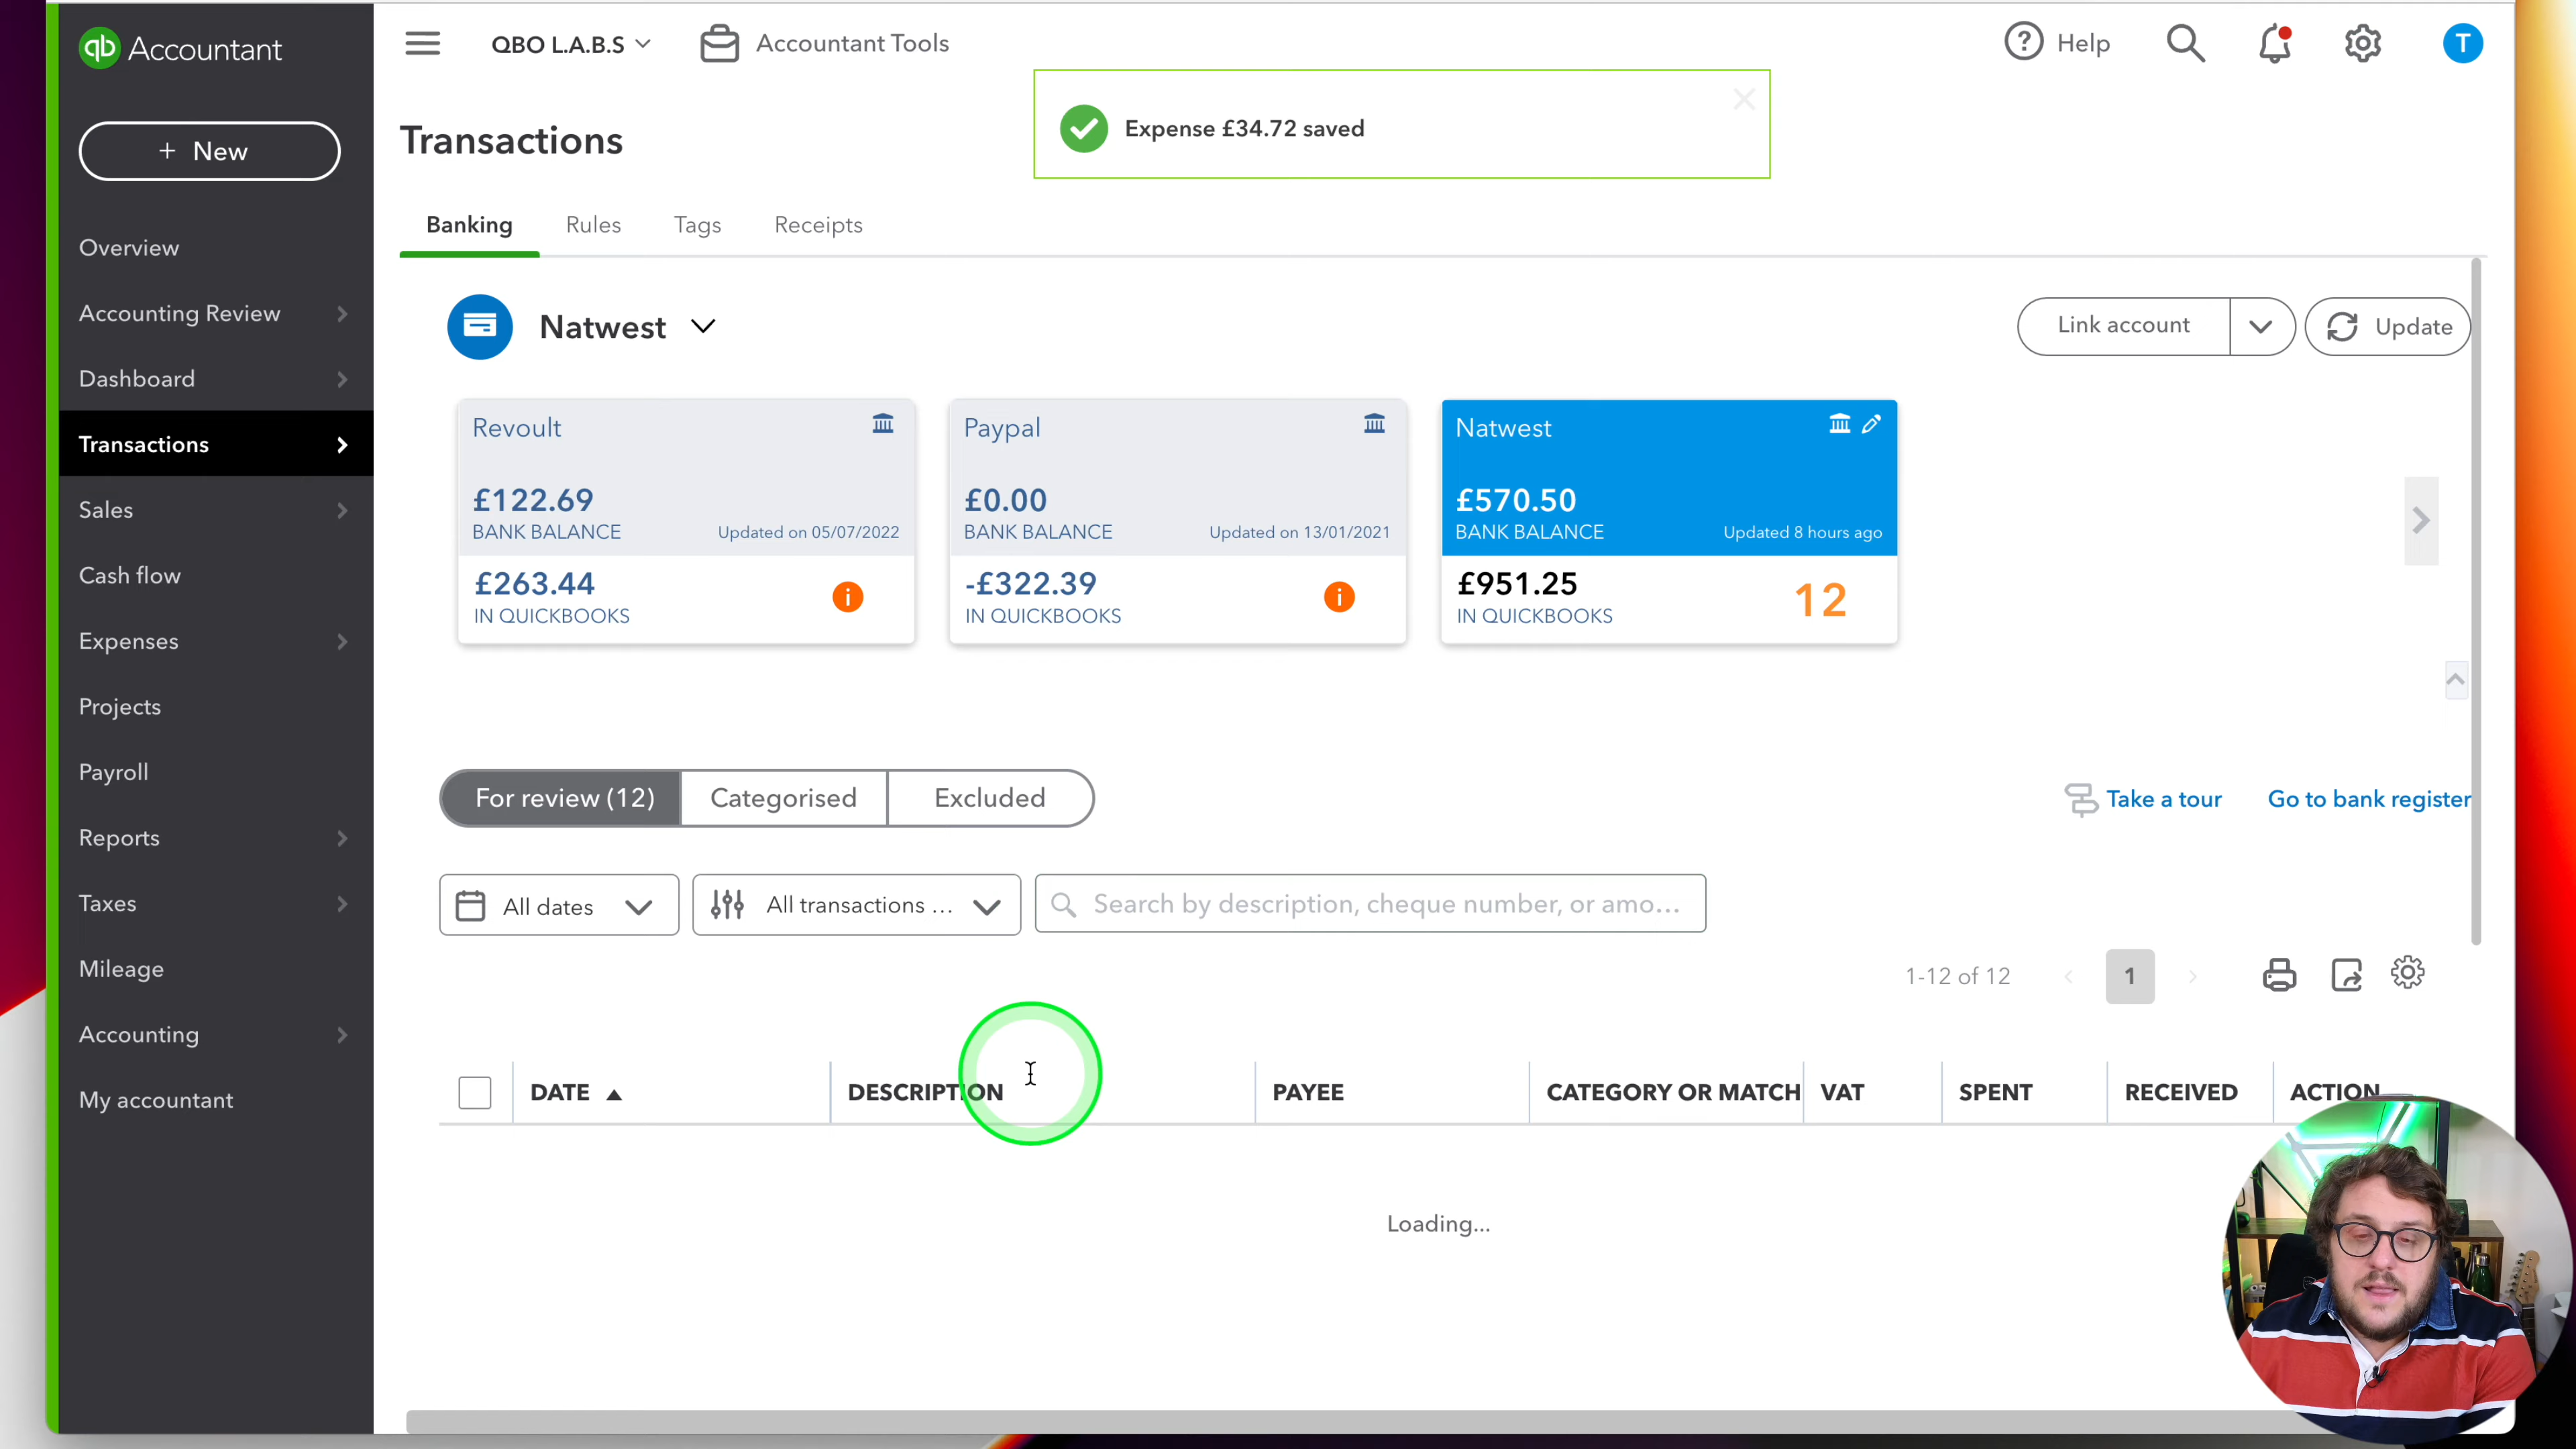 qb Accountant
QBO L.A.B.S
Accountant Tools
Help
T
+ New
Expense £34.72 saved
Transactions
Banking
Rules
Tags
Receipts
Overview
Accounting Review
Dashboard
Transactions
Sales
Cash flow
Expenses
Projects
Payroll
Reports
Taxes
Mileage
Accounting
My accountant
Natwest
Link account
Update
Revoult
£122.69
BANK BALANCE
Updated on 05/07/2022
£263.44
IN QUICKBOOKS
i
Paypal
£0.00
BANK BALANCE
Updated on 13/01/2021
-£322.39
IN QUICKBOOKS
i
Natwest
£570.50
BANK BALANCE
Updated 8 hours ago
£951.25
IN QUICKBOOKS
12
For review (12)
Categorised
Excluded
Take a tour
Go to bank register
All dates
All transactions ...
Search by description, cheque number, or amo...
1-12 of 12
1
DATE
DESCRIPTION
PAYEE
CATEGORY OR MATCH
VAT
SPENT
RECEIVED
ACTION
Loading...